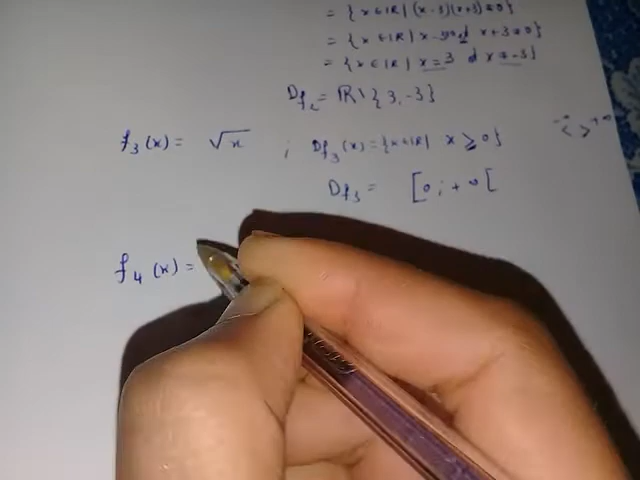 = {x ∈ ℝ | (x-3)(x+3) ≠ 0}
= {x ∈ ℝ | x-3≠0 et x+3≠0}
= {x ∈ ℝ | x = 3 et x ≠ -3}
Df₂ = ℝ \ {3, -3}
f₃(x) = √x ; Df₃(x) = {x ∈ ℝ | x ≥ 0}
Df₃ = [0 ; +∞[
f₄(x) =